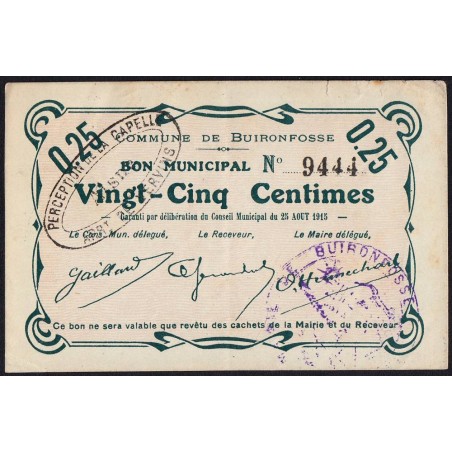 COMMUNE DE BUIRONFOSSE
0.25
0.25
BON MUNICIPAL No 9444
Vingt-Cinq Centimes
Garanti par délibération du Conseil Municipal du 25 AOUT 1915
Le Cons. Mun. délégué, Le Receveur, Le Maire délégué,
Gaillard
Ce bon ne sera valable que revêtu des cachets de la Mairie et du Receveur
PERCEPTION DE LA CAPELLE
BUIRONFOSSE